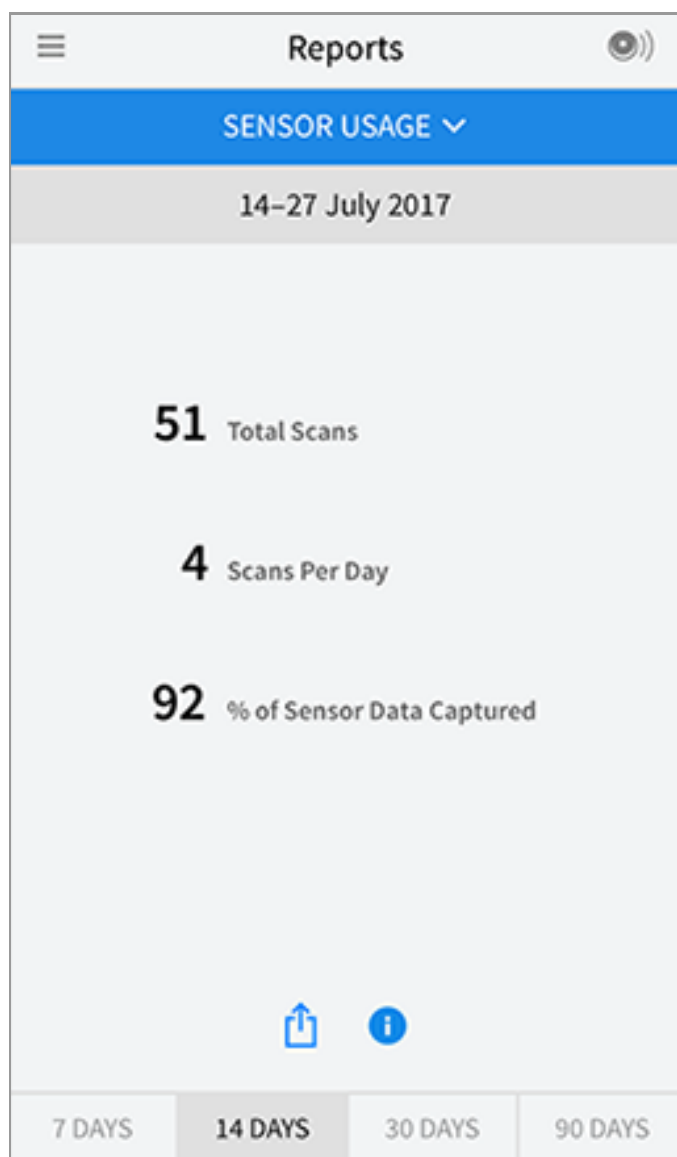 Reports
SENSOR USAGE
14–27 July 2017
51 Total Scans
4 Scans Per Day
92 % of Sensor Data Captured
7 DAYS 14 DAYS 30 DAYS 90 DAYS